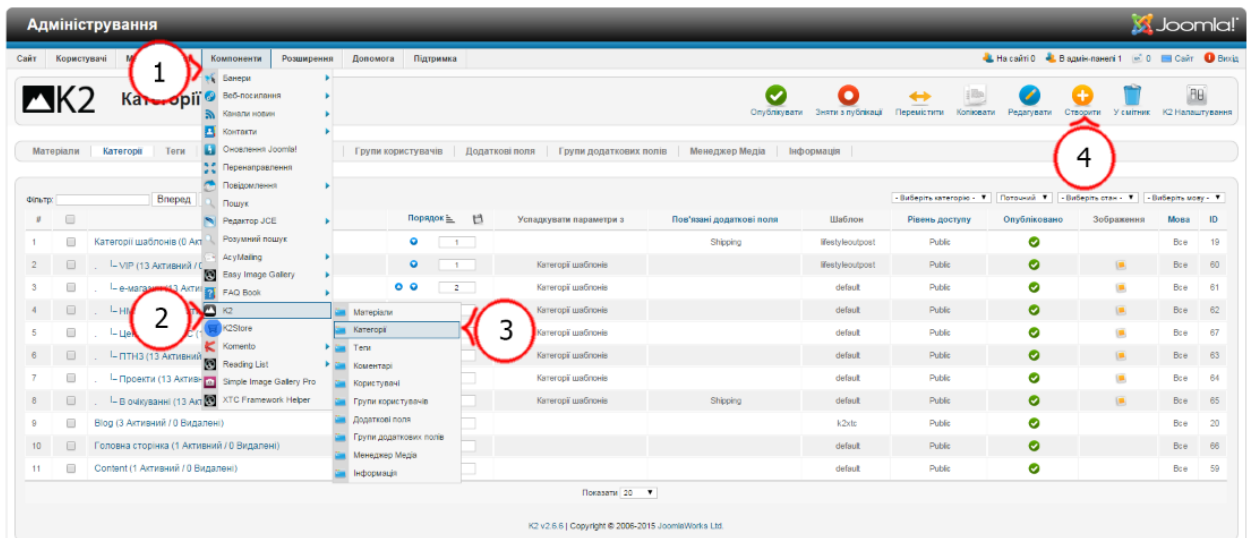 Адміністрування
Joomla!
Сайт Користувачі Компоненти Розширення Допомога Підтримка На сайті 0 В адмін-панелі 1 0 Сайт Вихід
1
K2
Опублікувати Зняти з публікації Перемістити Копіювати Редагувати Створити У смітник K2 Налаштування
4
Матеріали Категорії Теги Групи користувачів Додаткові поля Групи додаткових полів Менеджер Медіа Інформація
Фільтр: Вперед - Виберіть категорію - Поточний - Виберіть стан - - Виберіть мову -
# Порядок Успадкувати параметри з Пов'язані додаткові поля Шаблон Рівень доступу Опубліковано Зображення Мова ID
1 Категорії шаблонів (0 1 Shipping lifestyleoutpost Public Все 19
2 . VIP (13 Активний / 1 Категорії шаблонів lifestyleoutpost Public Все 60
3 . 2 Категорії шаблонів default Public Все 61
4 . Категорії шаблонів default Public Все 62
5 . Категорії шаблонів default Public Все 67
6 . ПТНЗ (13 Активний Категорії шаблонів default Public Все 63
7 . Проекти (13 Категорії шаблонів default Public Все 64
8 . В очікуванні (13 Категорії шаблонів Shipping default Public Все 65
9 Blog (3 Активний / 0 Видалені) k2xtc Public Все 20
10 Головна сторінка (1 Активний / 0 Видалені) default Public Все 66
11 Content (1 Активний / 0 Видалені) default Public Все 59
Банери
Веб-посилання
Канали новин
Контакти
Оновлення Joomla!
Перенаправлення
Повідомлення
Пошук
Редактор JCE
Розумний пошук
AcyMailing
Easy Image Gallery
FAQ Book
K2
K2Store
Komento
Reading List
Simple Image Gallery Pro
XTC Framework Helper
2
Матеріали
Категорії
Теги
Коментарі
Користувачі
Групи користувачів
Додаткові поля
Групи додаткових полів
Менеджер Медіа
Інформація
3
Показати 20
K2 v2.6.6 | Copyright © 2006-2015 JoomlaWorks Ltd.